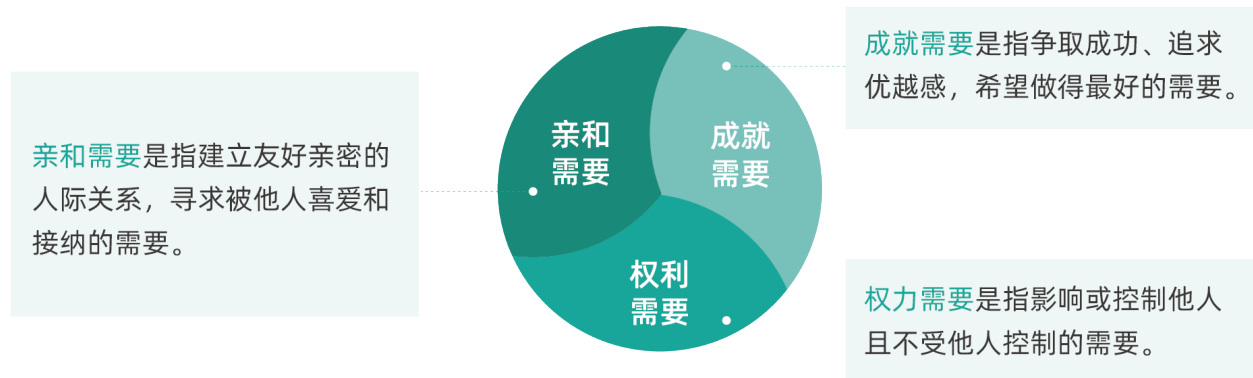 亲和需要是指建立友好亲密的
人际关系，寻求被他人喜爱和
接纳的需要。
亲和
需要
成就
需要
权利
需要
成就需要是指争取成功、追求
优越感，希望做得最好的需要。
权力需要是指影响或控制他人
且不受他人控制的需要。